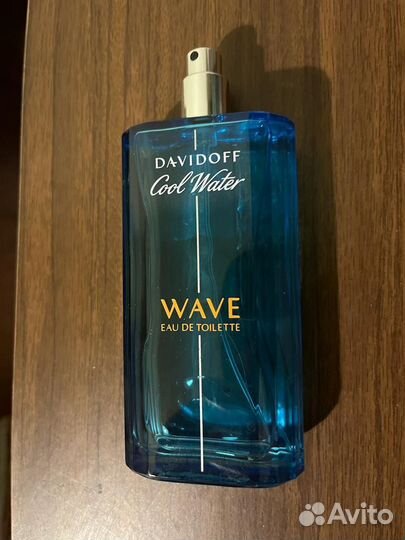 DAVIDOFF
Cool Water
WAVE
EAU DE TOILETTE
Avito